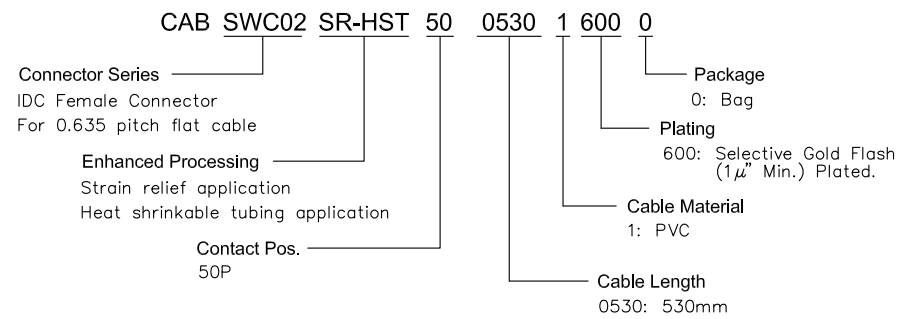 CAB SWC02 SR-HST 50 0530 1 600 0
Connector Series
IDC Female Connector
For 0.635 pitch flat cable
Enhanced Processing
Strain relief application
Heat shrinkable tubing application
Contact Pos.
50P
Package
0: Bag
Plating
600: Selective Gold Flash
(1μ" Min.) Plated.
Cable Material
1: PVC
Cable Length
0530: 530mm